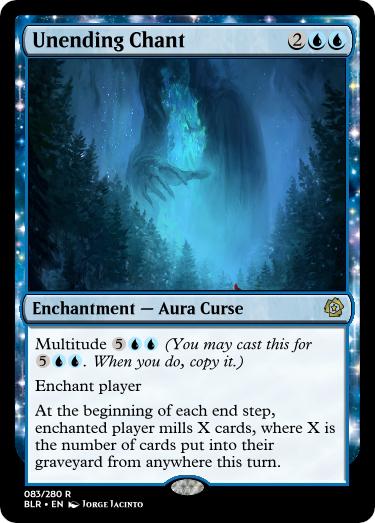 Unending Chant 2
Enchantment — Aura Curse
Multitude 5 (You may cast this for
5 . When you do, copy it.)
Enchant player
At the beginning of each end step,
enchanted player mills X cards, where X is
the number of cards put into their
graveyard from anywhere this turn.
083/280 R
BLR • EN Jorge Jacinto